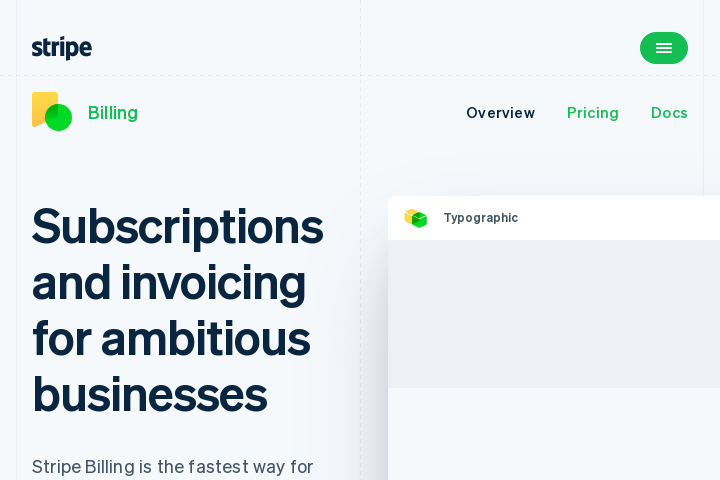 stripe
Billing
Overview Pricing Docs
Subscriptions
and invoicing
for ambitious
businesses
Typographic
Stripe Billing is the fastest way for